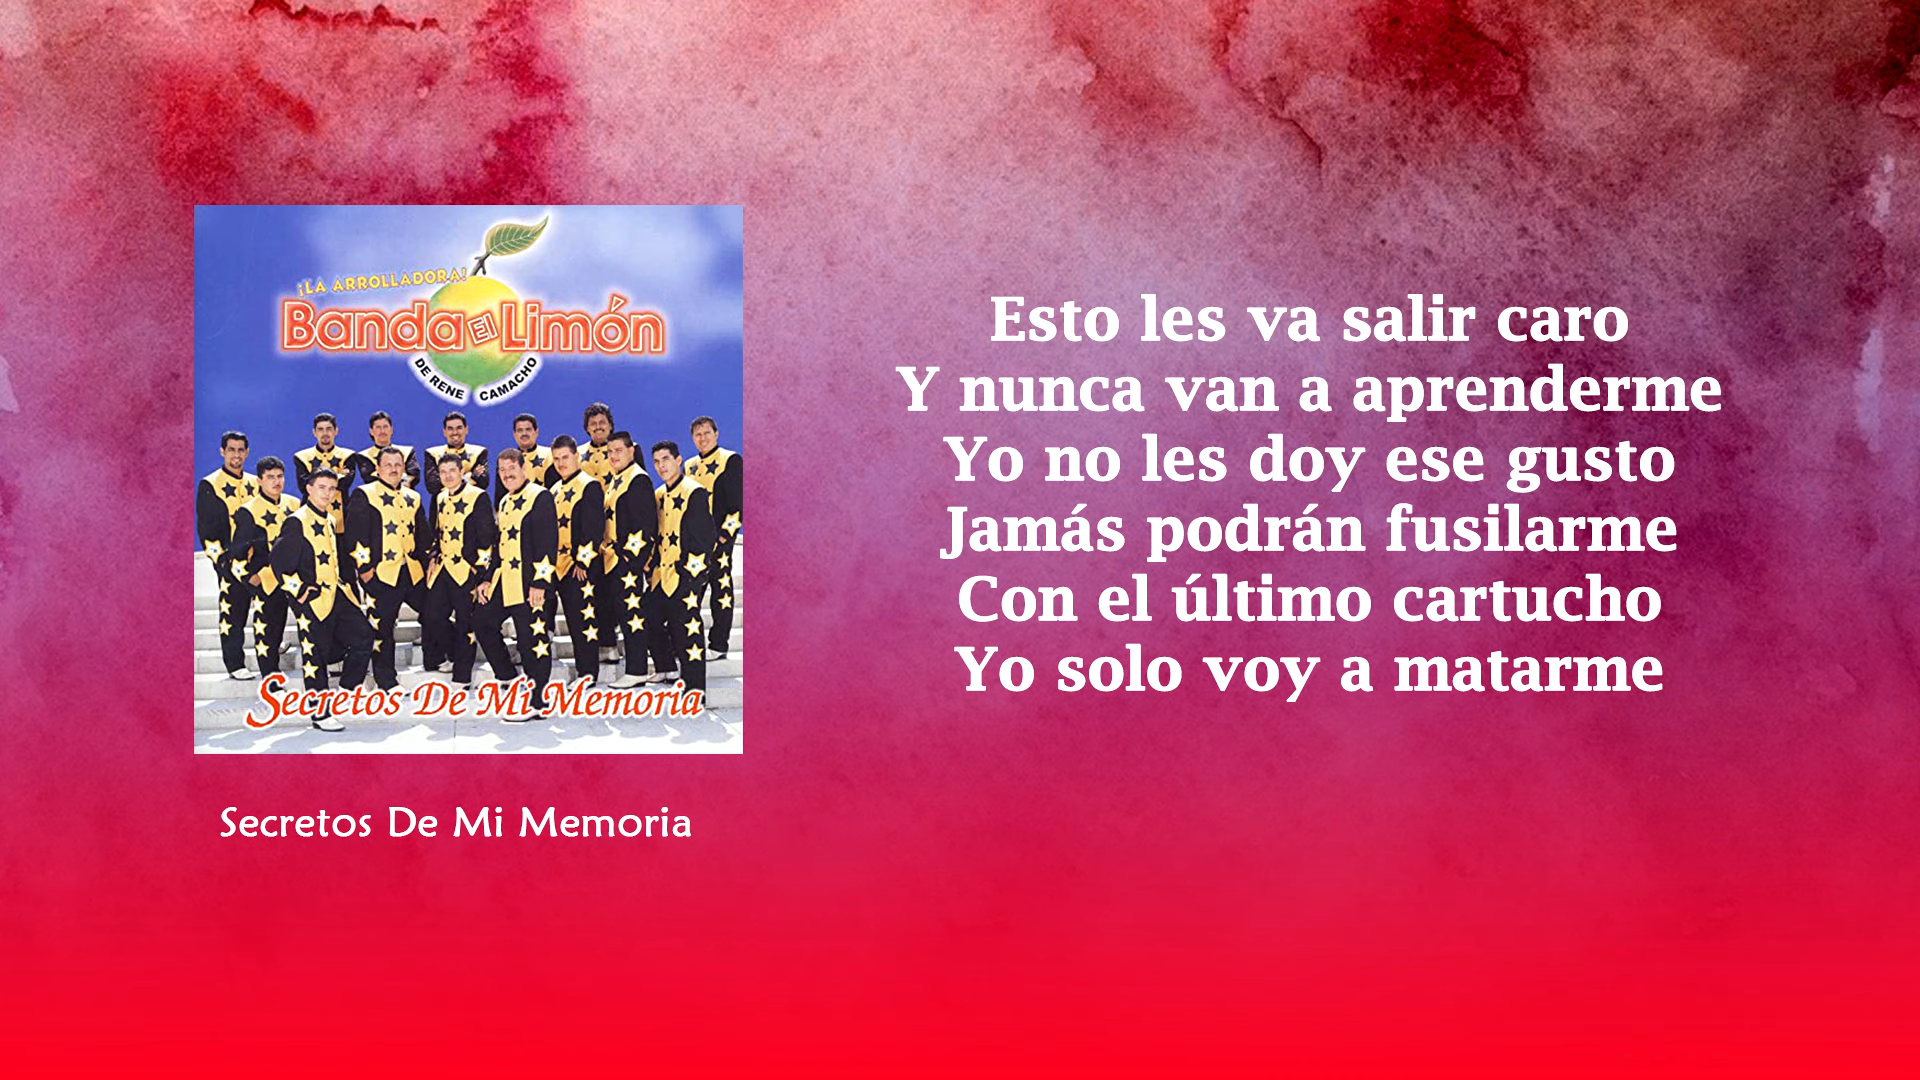 ¡LA ARROLLADORA!
Banda El Limón
DE RENE CAMACHO
Secretos De Mi Memoria
Secretos De Mi Memoria
Esto les va salir caro
Y nunca van a aprenderme
Yo no les doy ese gusto
Jamás podrán fusilarme
Con el último cartucho
Yo solo voy a matarme